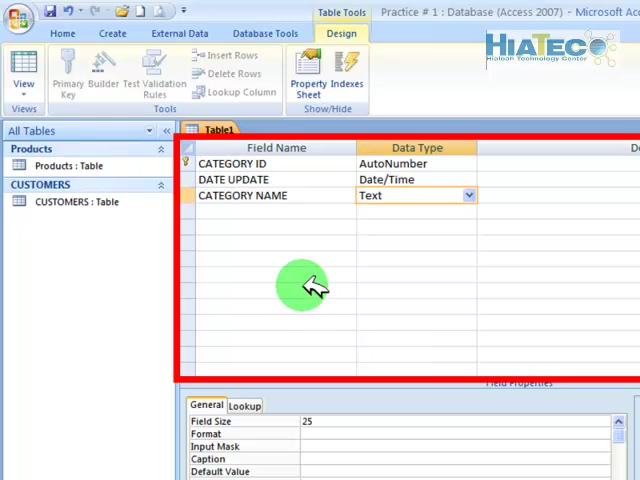 Table Tools
Practice # 1 : Database (Access 2007) - Microsoft Acc
Home
Create
External Data
Database Tools
Design
HiATeCo
Hialeah Technology Center
View
Primary Key
Builder
Test Validation Rules
Insert Rows
Delete Rows
Lookup Column
Property Sheet
Indexes
Views
Tools
Show/Hide
All Tables
Table1
Products
Products : Table
CUSTOMERS
CUSTOMERS : Table
Field Name
Data Type
De
CATEGORY ID
AutoNumber
DATE UPDATE
Date/Time
CATEGORY NAME
Text
Field Properties
General
Lookup
Field Size
25
Format
Input Mask
Caption
Default Value